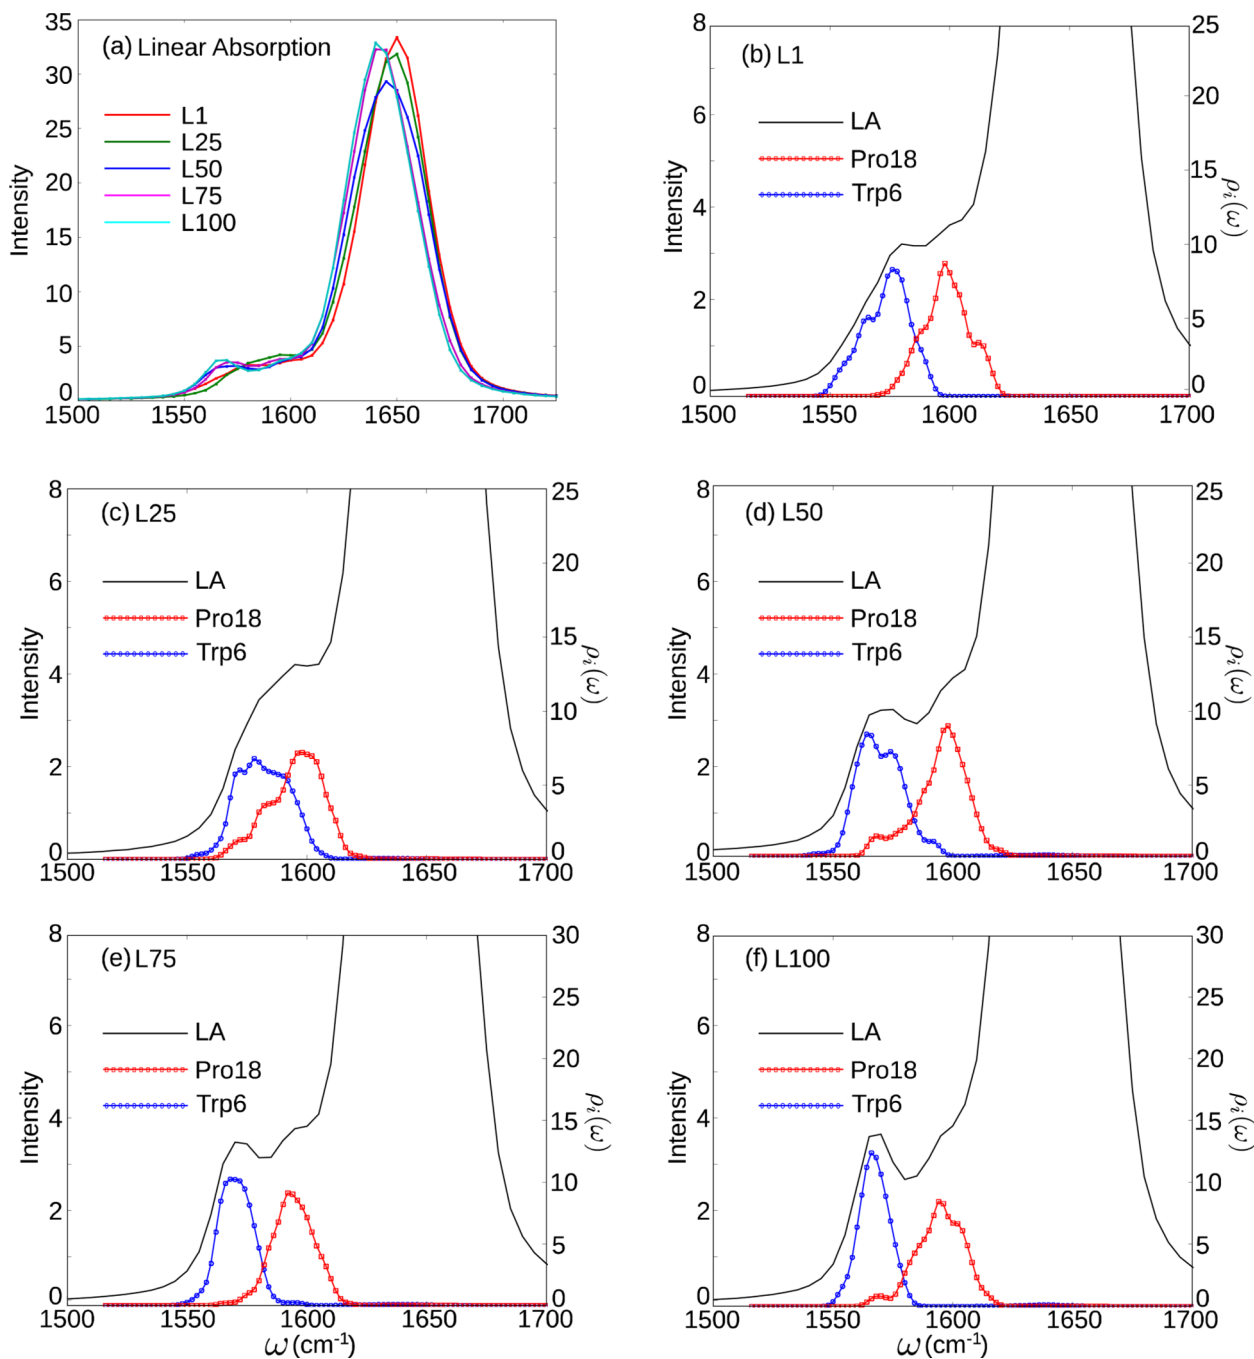 (a) Linear Absorption
35
30
25
20
15
10
5
0
Intensity
L1
L25
L50
L75
L100
1500 1550 1600 1650 1700
(b) L1
8
6
4
2
0
Intensity
LA
Pro18
Trp6
25
20
15
10
5
0
ρi(ω)
1500 1550 1600 1650 1700
(c) L25
8
6
4
2
0
Intensity
LA
Pro18
Trp6
25
20
15
10
5
0
ρi(ω)
1500 1550 1600 1650 1700
(d) L50
8
6
4
2
0
Intensity
LA
Pro18
Trp6
25
20
15
10
5
0
ρi(ω)
1500 1550 1600 1650 1700
(e) L75
8
6
4
2
0
Intensity
LA
Pro18
Trp6
30
25
20
15
10
5
0
ρi(ω)
1500 1550 1600 1650 1700
ω (cm-1)
(f) L100
8
6
4
2
0
Intensity
LA
Pro18
Trp6
30
25
20
15
10
5
0
ρi(ω)
1500 1550 1600 1650 1700
ω (cm-1)